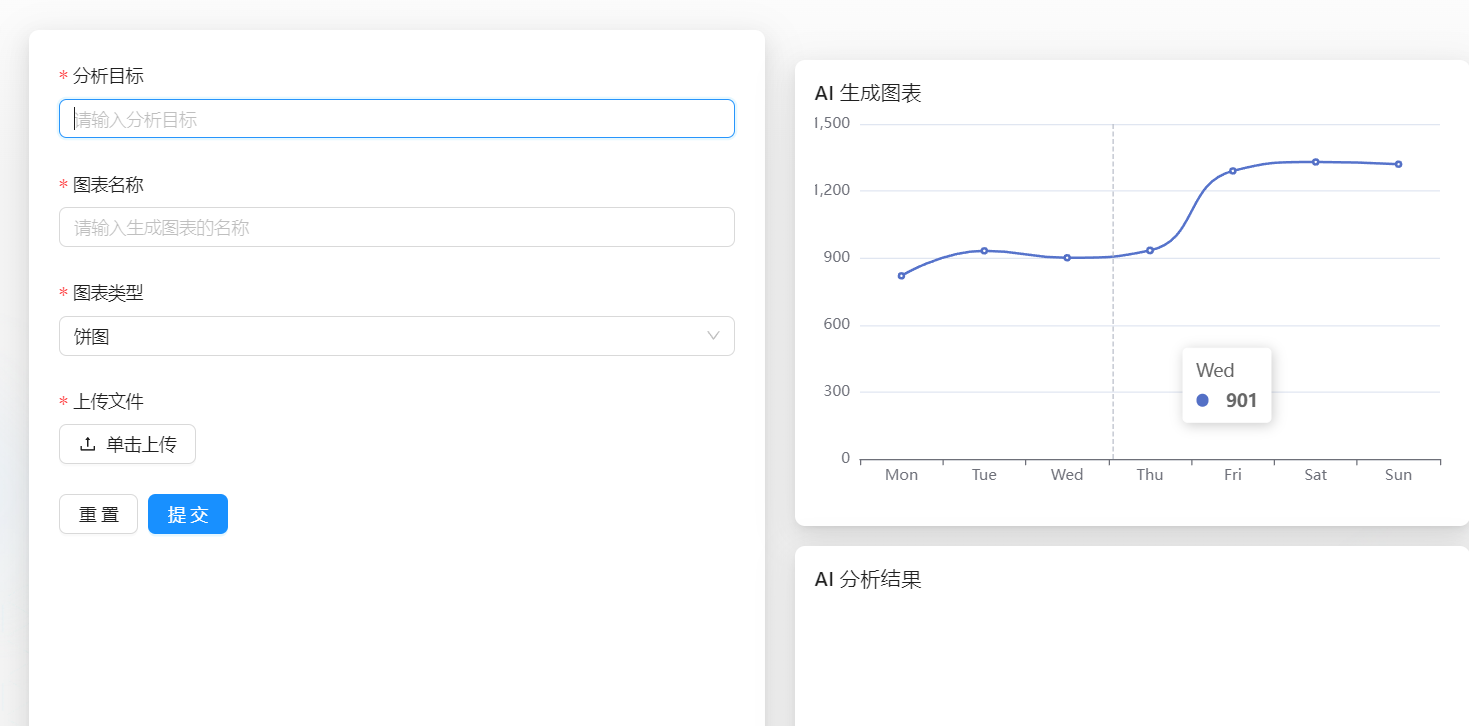 * 分析目标
请输入分析目标
* 图表名称
请输入生成图表的名称
* 图表类型
饼图
* 上传文件
单击上传
重 置
提 交
AI 生成图表
1,500
1,200
900
600
300
0
Mon Tue Wed Thu Fri Sat Sun
Wed
901
AI 分析结果